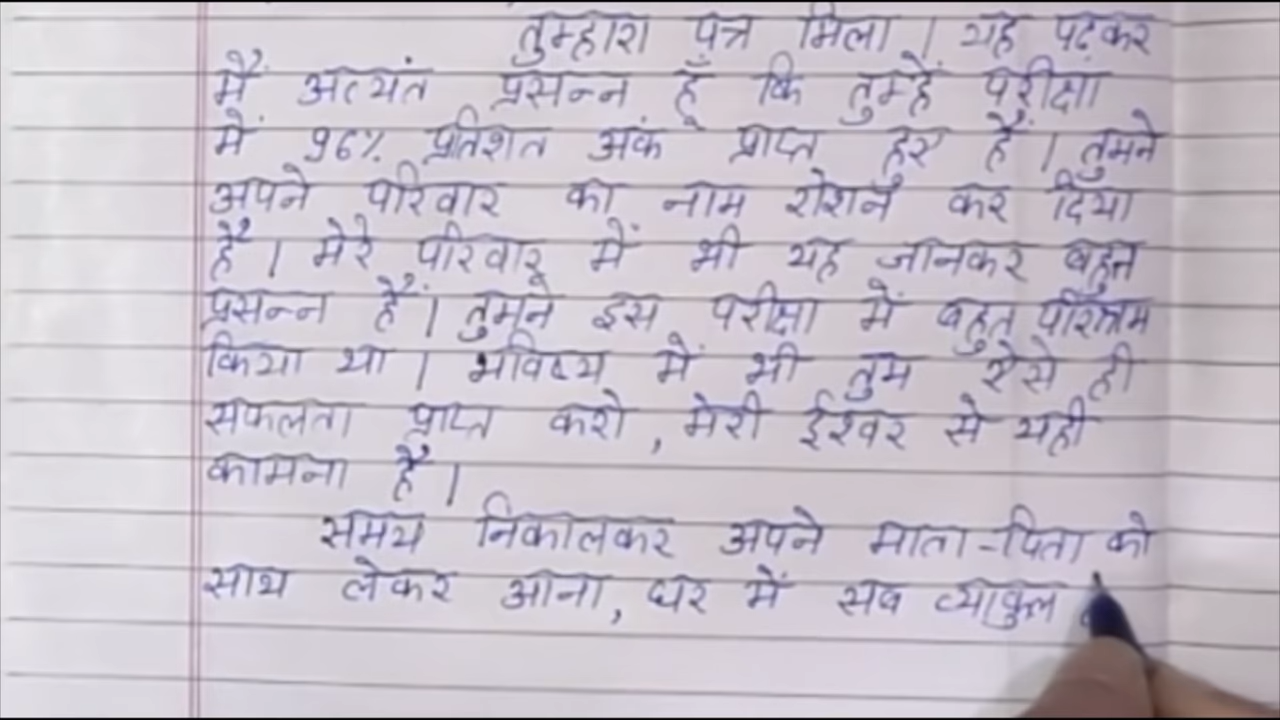 तुम्हारा पत्र मिला । यह पढ़कर
मैं अत्यंत प्रसन्न हूँ कि तुम्हें परीक्षा
में 96% प्रतिशत अंक प्राप्त हुए हैं । तुमने
अपने परिवार का नाम रोशन कर दिया
है । मेरे परिवार में भी यह जानकर बहुत
प्रसन्न हैं । तुमने इस परीक्षा में बहुत परिश्रम
किया था । भविष्य में भी तुम ऐसे ही
सफलता प्राप्त करो , मेरी ईश्वर से यही
कामना है ।
समय निकालकर अपने माता-पिता को
साथ लेकर आना, घर में सब व्याकुल